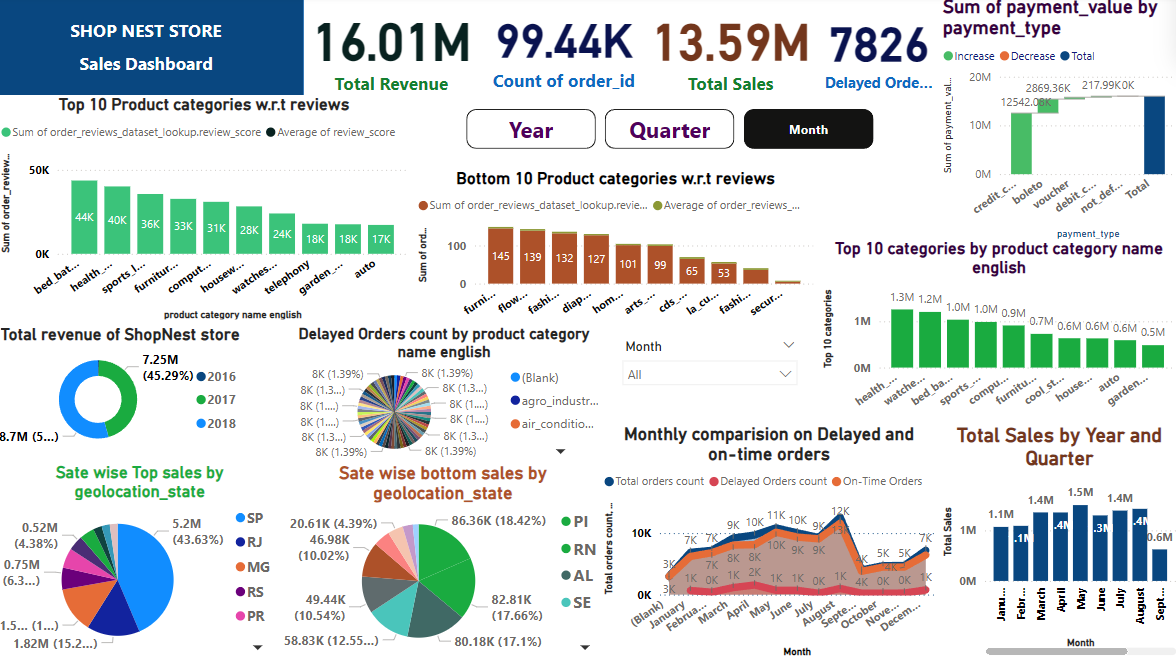 SHOP NEST STORE
Sales Dashboard
16.01M
Total Revenue
99.44K
Count of order_id
13.59M
Total Sales
7826
Delayed Orde...
Year
Quarter
Month
Sum of payment_value by
payment_type
Increase Decrease Total
Sum of payment_val...
20M
10M
0M
12542.08K
2869.36K
217.99K
0K
credit_c...
boleto
voucher
debit_c...
not_def...
Total
payment_type
Top 10 Product categories w.r.t reviews
Sum of order_reviews_dataset_lookup.review_score Average of review_score
Sum of order_review...
50K
0K
44K
40K
36K
33K
31K
28K
24K
18K
18K
17K
bed_bat...
health_...
sports_l...
furnitur...
comput...
housew...
watches...
telephony
garden_...
auto
product category name english
Bottom 10 Product categories w.r.t reviews
Sum of order_reviews_dataset_lookup.revie... Average of order_reviews_...
Sum of ord...
100
0
145
139
132
127
101
99
65
53
furni...
flow...
fashi...
diap...
hom...
arts_...
cds_...
la_cu...
fashi...
secur...
Top 10 categories by product category name
english
Top 10 categories
1M
0M
1.3M
1.2M
1.0M
1.0M
0.9M
0.7M
0.6M
0.6M
0.6M
0.5M
health_...
watche...
bed_ba...
sports_...
compu...
furnitu...
cool_st...
house...
auto
garden...
Total revenue of ShopNest store
7.25M
(45.29%)
8.7M (5...)
2016
2017
2018
Delayed Orders count by product category
name english
8K (1.39%)
8K (1.3...)
8K (1....)
8K (1....)
8K (1.3...)
8K (1.39%)
8K (1.39%)
8K (1.3...)
8K (1....)
8K (1....)
8K (1.3...)
8K (1.39%)
(Blank)
agro_industr...
air_conditio...
Month
All
Sate wise Top sales by
geolocation_state
0.52M
(4.38%)
0.75M
(6.3...)
1.5... (1...)
1.82M (15.2...)
5.2M
(43.63%)
SP
RJ
MG
RS
PR
Sate wise bottom sales by
geolocation_state
20.61K (4.39%)
46.98K
(10.02%)
49.44K
(10.54%)
58.83K (12.55...)
86.36K (18.42%)
82.81K
(17.66%)
80.18K (17.1%)
PI
RN
AL
SE
Monthly comparision on Delayed and
on-time orders
Total orders count Delayed Orders count On-Time Orders
Total orders count...
10K
0K
3K
7K
7K
9K
10K
11K
10K
9K
12K
4K
5K
5K
7K
8K
8K
10K
9K
9K
4K
3K
1K
0K
1K
2K
1K
1K
0K
1K
0K
0K
0K
1K
(Blank)
January
Februa...
March
April
May
June
July
August
Septe...
October
Nove...
Decem...
Month
Total Sales by Year and
Quarter
Total Sales
1M
0M
1.1M
.1M
1.4M
.4M
1.5M
.3M
1.4M
.4M
0.6M
Janu...
Febr...
March
April
May
June
July
August
Sept...
Month